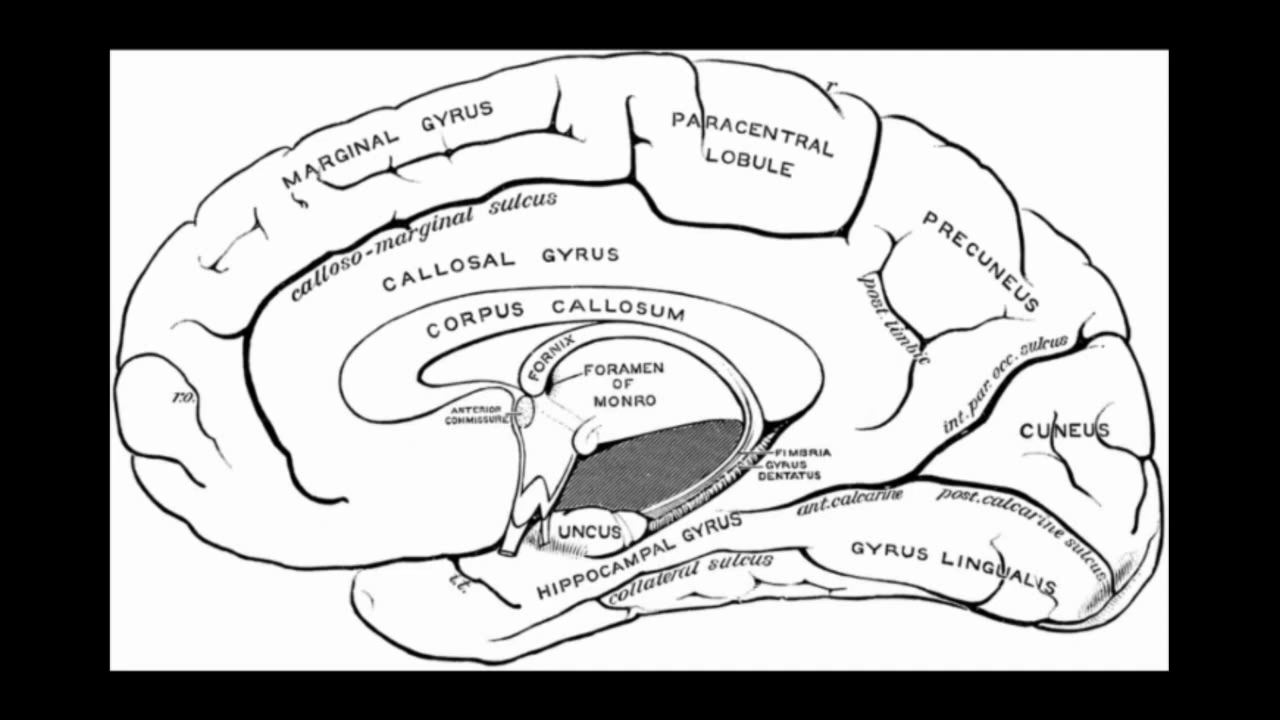 MARGINAL GYRUS
r
PARACENTRAL
LOBULE
calloso-marginal sulcus
CALLOSAL GYRUS
PRECUNEUS
CORPUS CALLOSUM
post. limbic
FORNIX
FORAMEN
OF
MONRO
int. par. occ. sulcus
r.o.
ANTERIOR
COMMISSURE
CUNEUS
FIMBRIA
GYRUS
DENTATUS
ant. calcarine
post. calcarine sulcus
UNCUS
HIPPOCAMPAL GYRUS
GYRUS LINGUALIS
collateral sulcus
i.t.